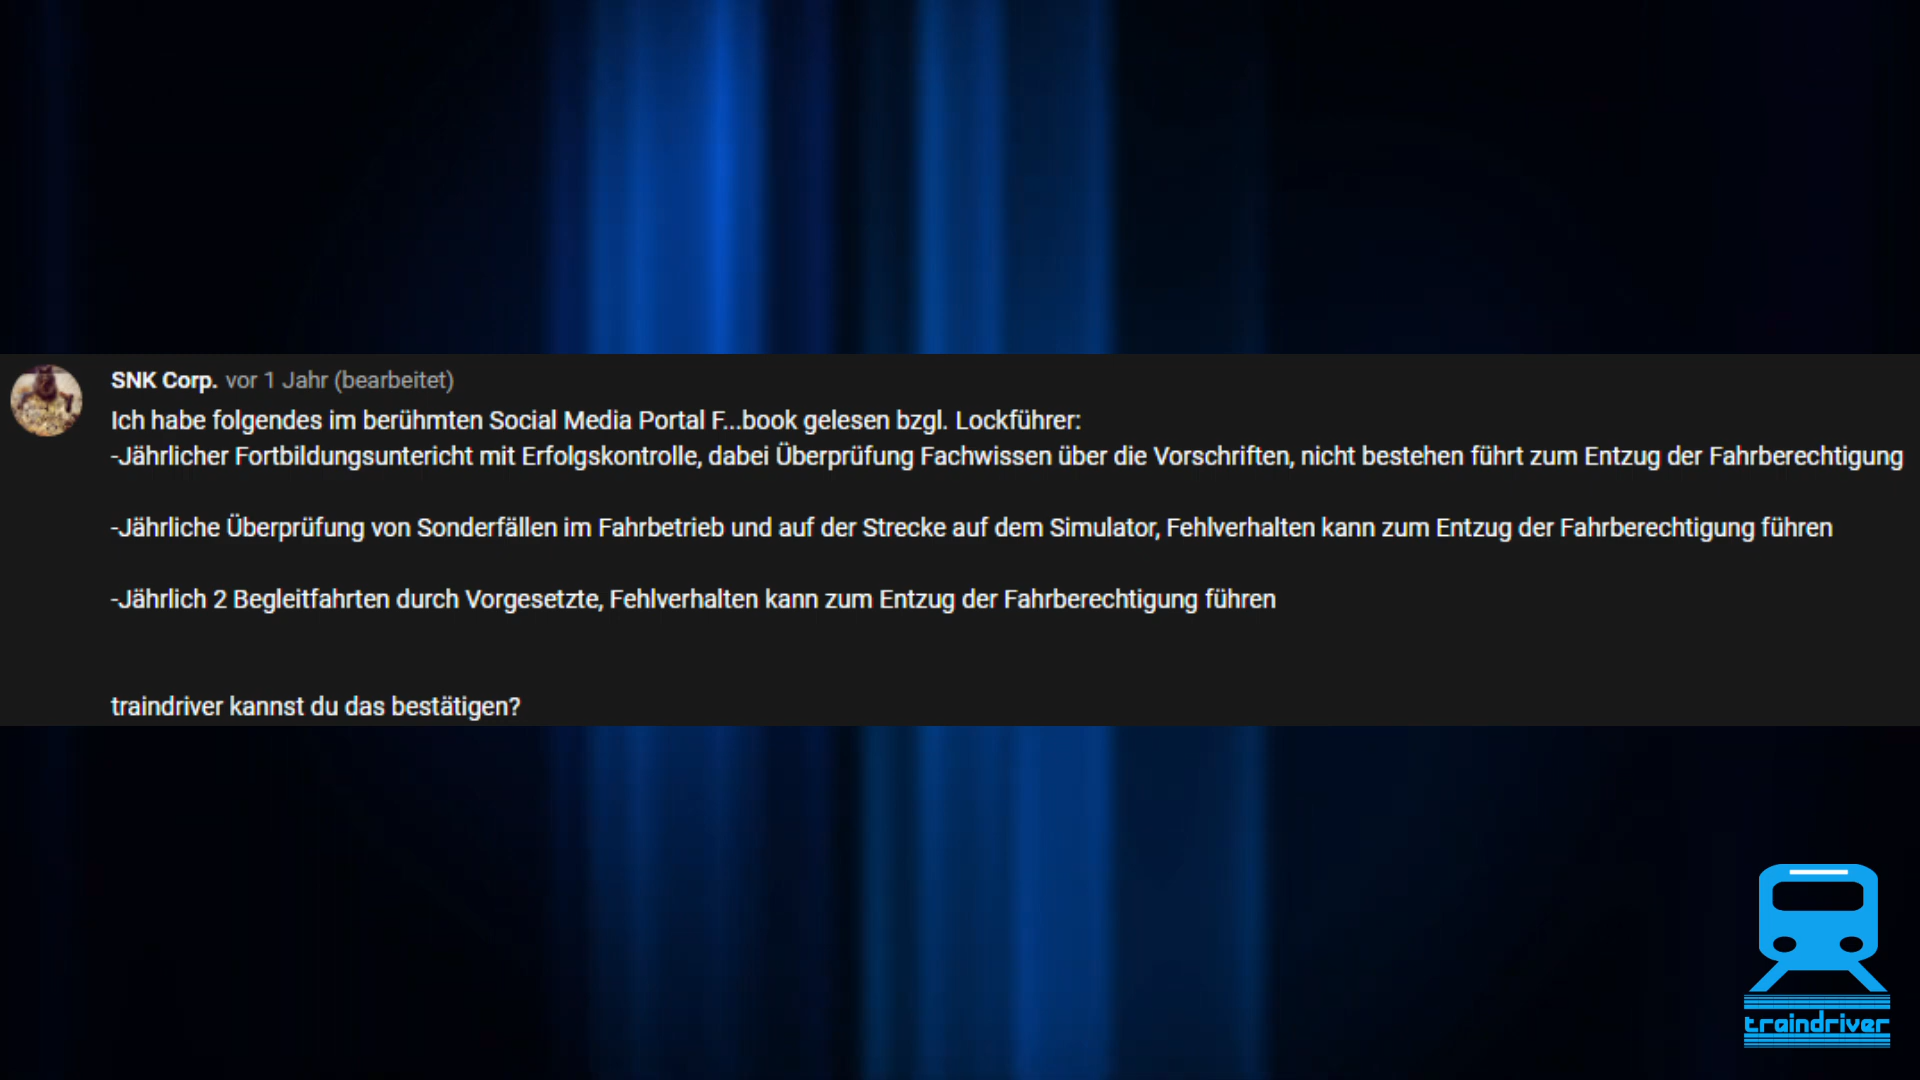 SNK Corp. vor 1 Jahr (bearbeitet)
Ich habe folgendes im berühmten Social Media Portal F...book gelesen bzgl. Lockführer:
-Jährlicher Fortbildungsuntericht mit Erfolgskontrolle, dabei Überprüfung Fachwissen über die Vorschriften, nicht bestehen führt zum Entzug der Fahrberechtigung
-Jährliche Überprüfung von Sonderfällen im Fahrbetrieb und auf der Strecke auf dem Simulator, Fehlverhalten kann zum Entzug der Fahrberechtigung führen
-Jährlich 2 Begleitfahrten durch Vorgesetzte, Fehlverhalten kann zum Entzug der Fahrberechtigung führen
traindriver kannst du das bestätigen?
traindriver